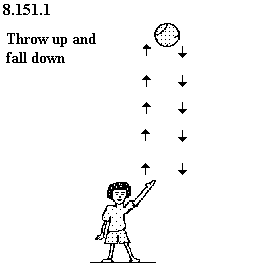 8.151.1
Throw up and
fall down